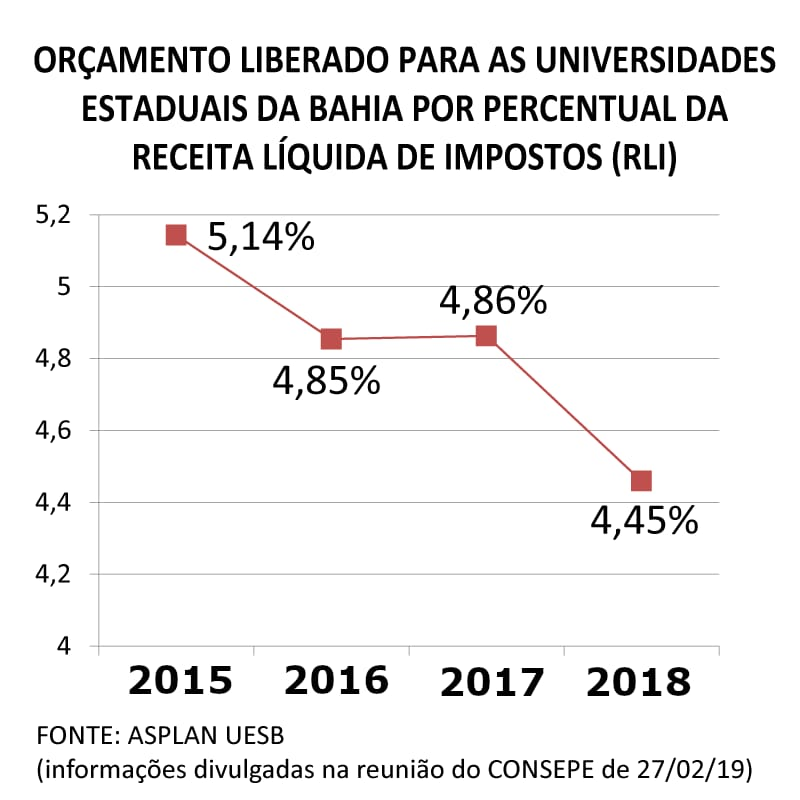 ORÇAMENTO LIBERADO PARA AS UNIVERSIDADES
ESTADUAIS DA BAHIA POR PERCENTUAL DA
RECEITA LÍQUIDA DE IMPOSTOS (RLI)
5,2
5
4,8
4,6
4,4
4,2
4
5,14%
4,85%
4,86%
4,45%
2015 2016 2017 2018
FONTE: ASPLAN UESB
(informações divulgadas na reunião do CONSEPE de 27/02/19)